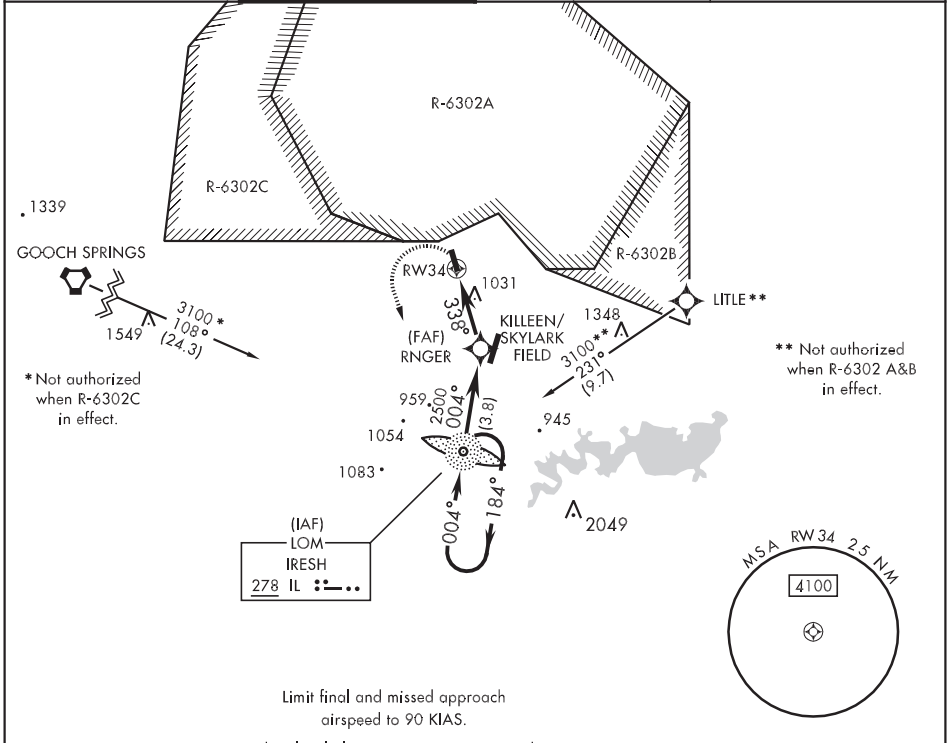 R-6302A
R-6302C
1339
GOOCH SPRINGS
R-6302B
RW34
1031
LITLE **
3100 *
108°
(24.3)
1549
338°
(FAF)
RNGER
KILLEEN/
SKYLARK
FIELD
1348
3100 **
231°
(9.7)
* Not authorized
when R-6302C
in effect.
** Not authorized
when R-6302 A&B
in effect.
959
2500
004°
(3.8)
1054
945
1083
004°
184°
2049
(IAF)
LOM
IRESH
278 IL
MSA RW34 25 NM
4100
Limit final and missed approach
airspeed to 90 KIAS.